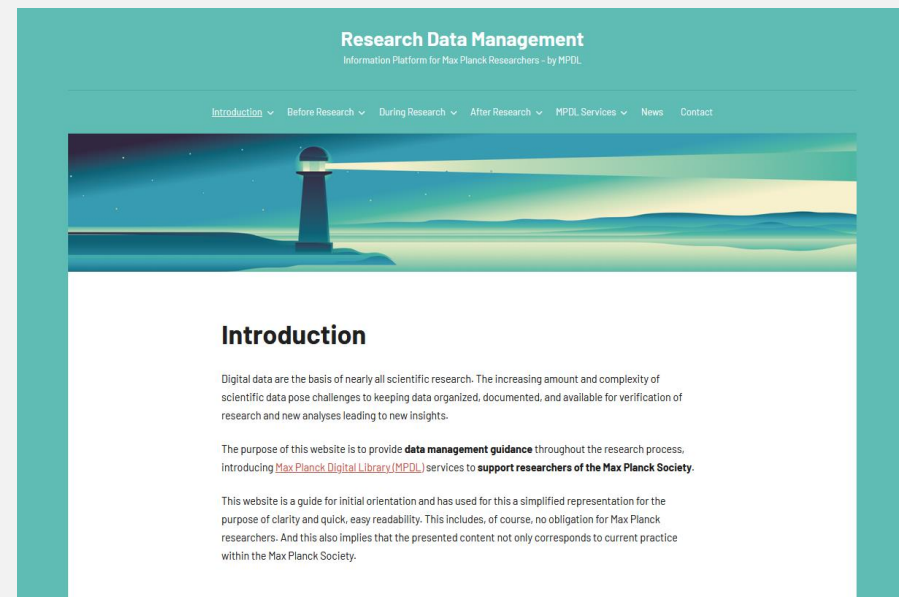 Research Data Management
Information Platform for Max Planck Researchers - by MPDL
Introduction Before Research During Research After Research MPDL Services News Contact
Introduction
Digital data are the basis of nearly all scientific research. The increasing amount and complexity of
scientific data pose challenges to keeping data organized, documented, and available for verification of
research and new analyses leading to new insights.
The purpose of this website is to provide data management guidance throughout the research process,
introducing Max Planck Digital Library (MPDL) services to support researchers of the Max Planck Society.
This website is a guide for initial orientation and has used for this a simplified representation for the
purpose of clarity and quick, easy readability. This includes, of course, no obligation for Max Planck
researchers. And this also implies that the presented content not only corresponds to current practice
within the Max Planck Society.